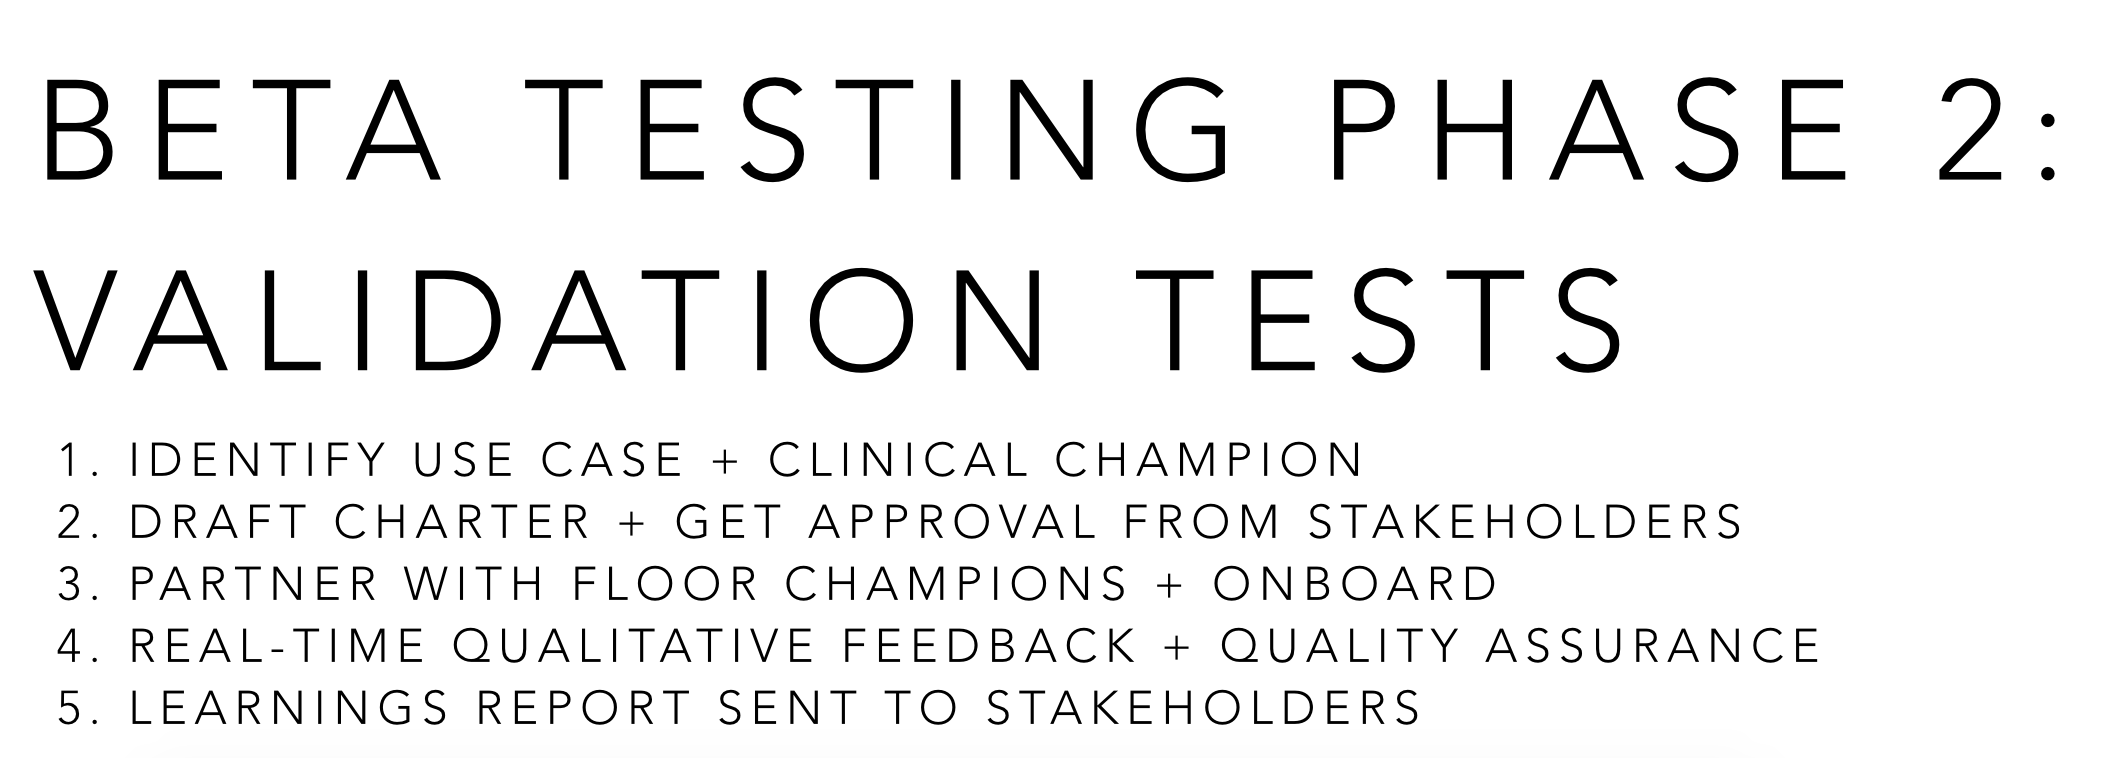 BETA TESTING PHASE 2:
VALIDATION TESTS
1. IDENTIFY USE CASE + CLINICAL CHAMPION
2. DRAFT CHARTER + GET APPROVAL FROM STAKEHOLDERS
3. PARTNER WITH FLOOR CHAMPIONS + ONBOARD
4. REAL-TIME QUALITATIVE FEEDBACK + QUALITY ASSURANCE
5. LEARNINGS REPORT SENT TO STAKEHOLDERS